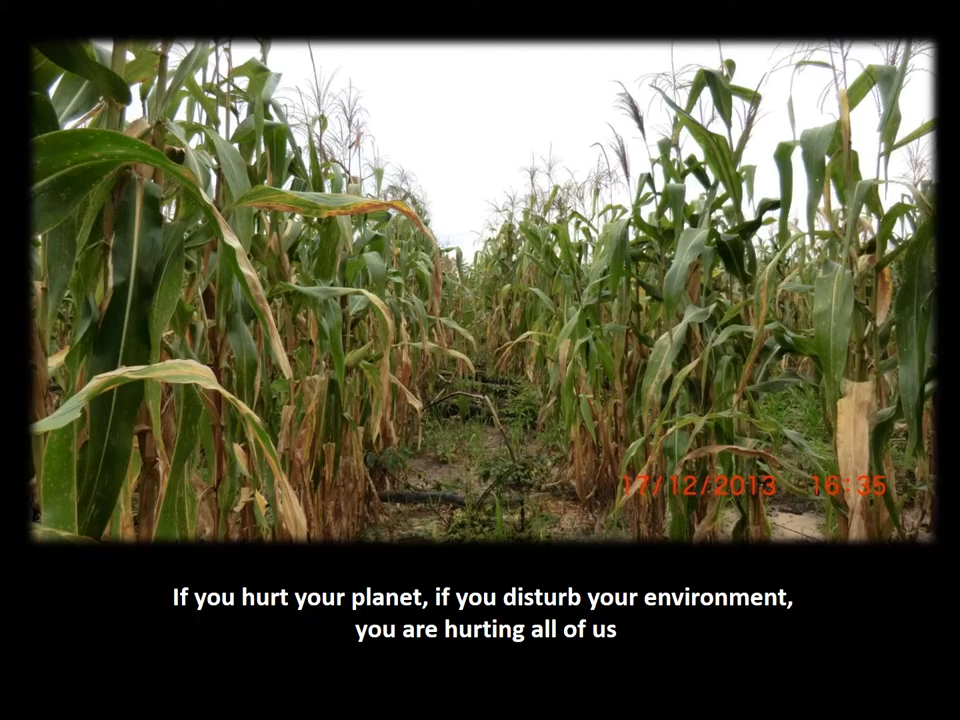 17/12/2013 16:35
If you hurt your planet, if you disturb your environment,
you are hurting all of us